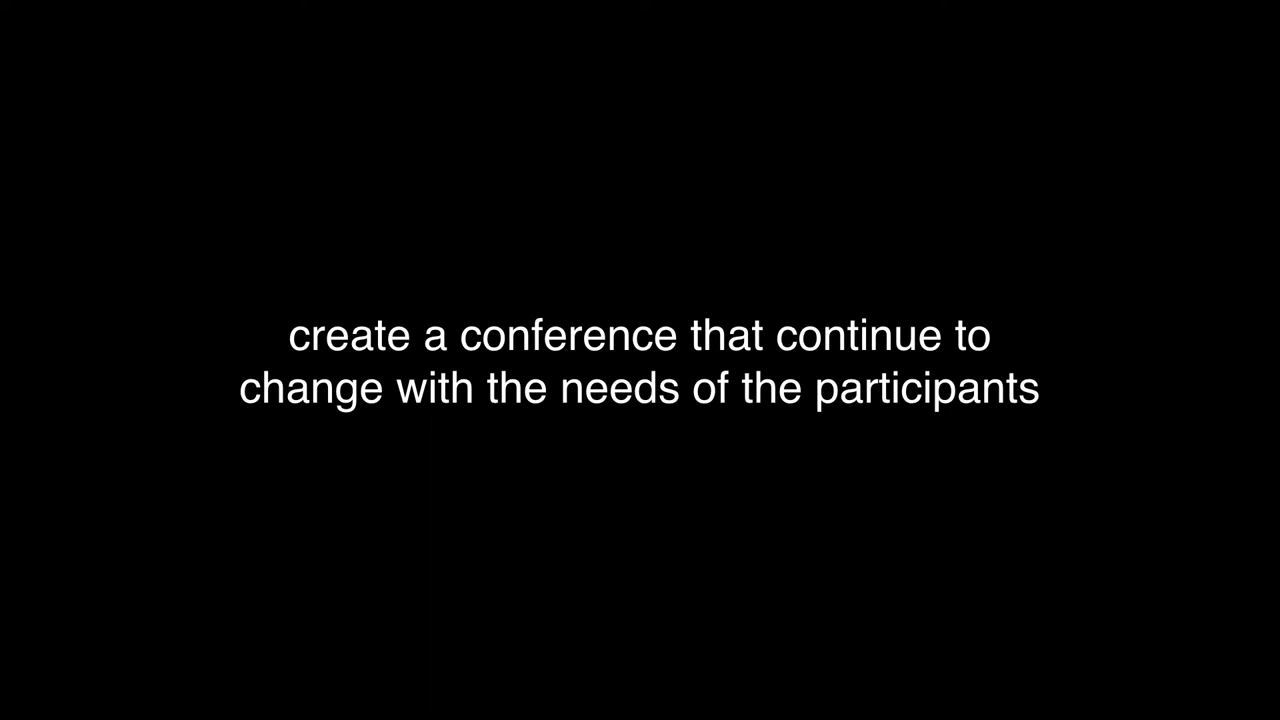 create a conference that continue to
change with the needs of the participants